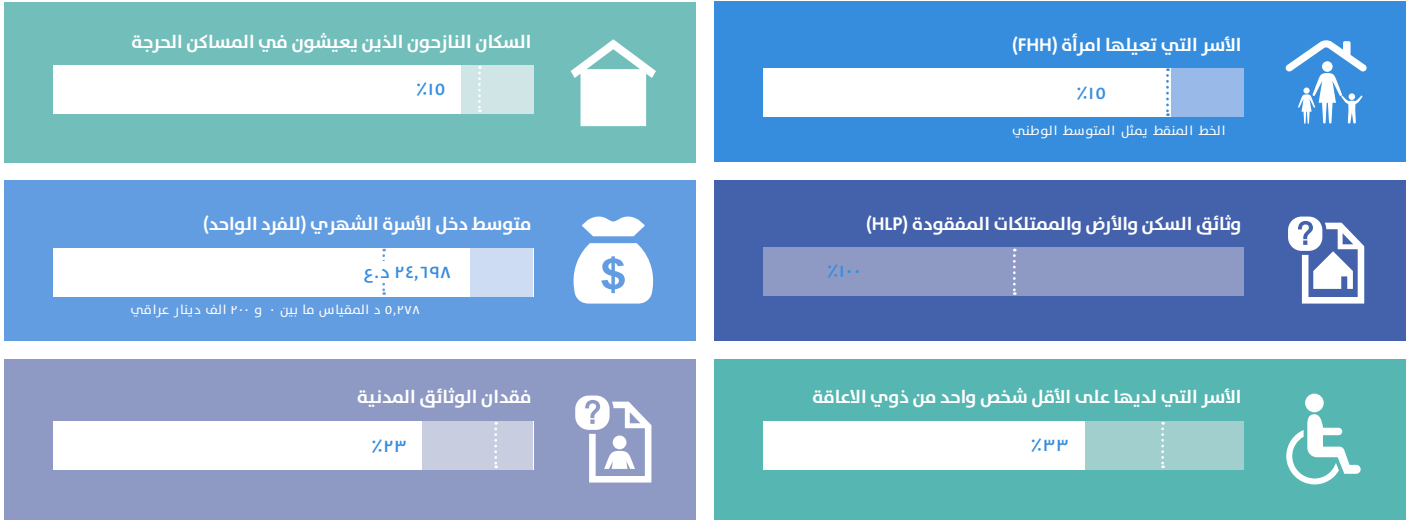 الأسر التي تعيلها امرأة (FHH)
٪١٥
الخط المنقط يمثل المتوسط الوطني
السكان النازحون الذين يعيشون في المساكن الحرجة
٪١٥
وثائق السكن والأرض والممتلكات المفقودة (HLP)
٪١٠٠
متوسط دخل الأسرة الشهري (للفرد الواحد)
٢٤,٦٩٨ د.ع
٥,٢٧٨ د المقياس ما بين ٠ و ٢٠٠ الف دينار عراقي
الأسر التي لديها على الأقل شخص واحد من ذوي الاعاقة
٪٣٣
فقدان الوثائق المدنية
٪٢٣